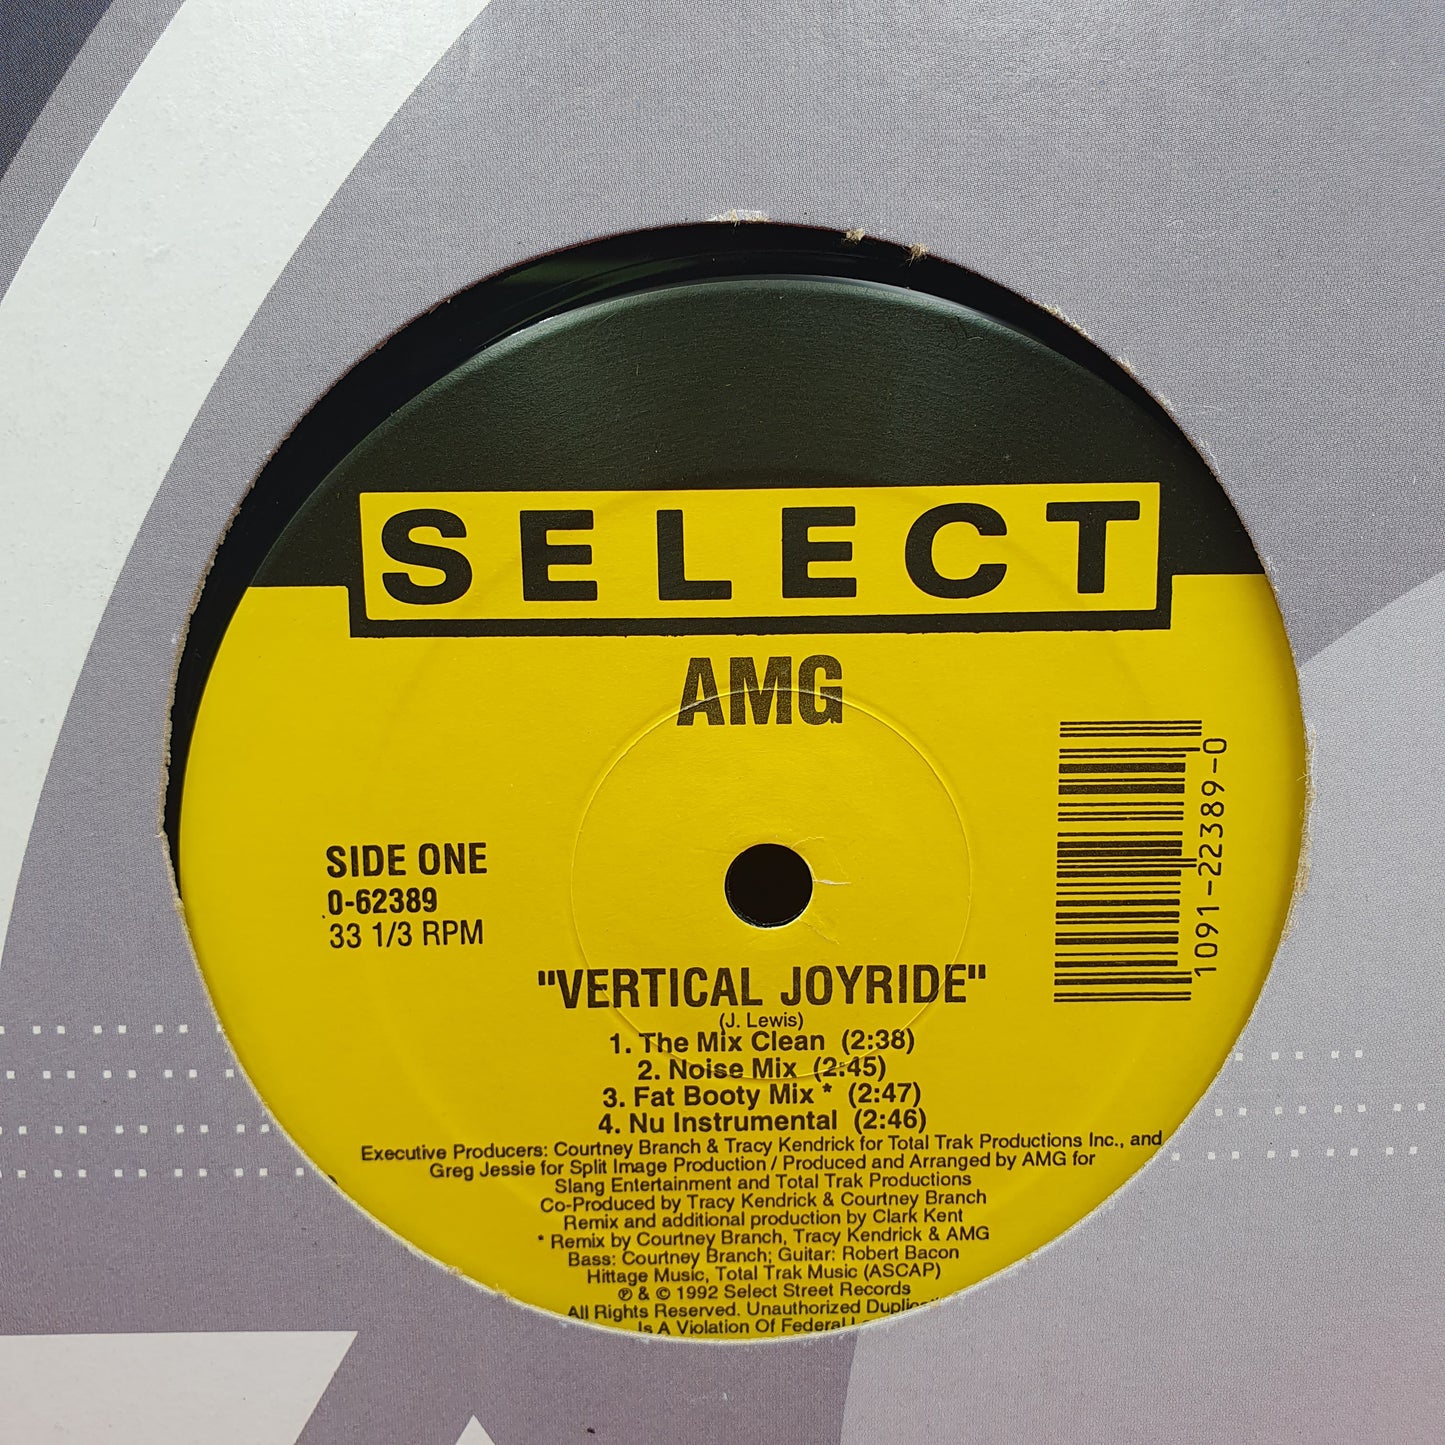 SELECT
AMG
1091-22389-0
SIDE ONE
0-62389
33 1/3 RPM
"VERTICAL JOYRIDE"
(J. Lewis)
1. The Mix Clean (2:38)
2. Noise Mix (2:45)
3. Fat Booty Mix * (2:47)
4. Nu Instrumental (2:46)
Executive Producers: Courtney Branch & Tracy Kendrick for Total Trak Productions Inc., and
Greg Jessie for Split Image Production / Produced and Arranged by AMG for
Slang Entertainment and Total Trak Productions
Co-Produced by Tracy Kendrick & Courtney Branch
Remix and additional production by Clark Kent
* Remix by Courtney Branch, Tracy Kendrick & AMG
Bass: Courtney Branch; Guitar: Robert Bacon
Hittage Music, Total Trak Music (ASCAP)
℗ & © 1992 Select Street Records
All Rights Reserved. Unauthorized
Is A Violation Of Federal